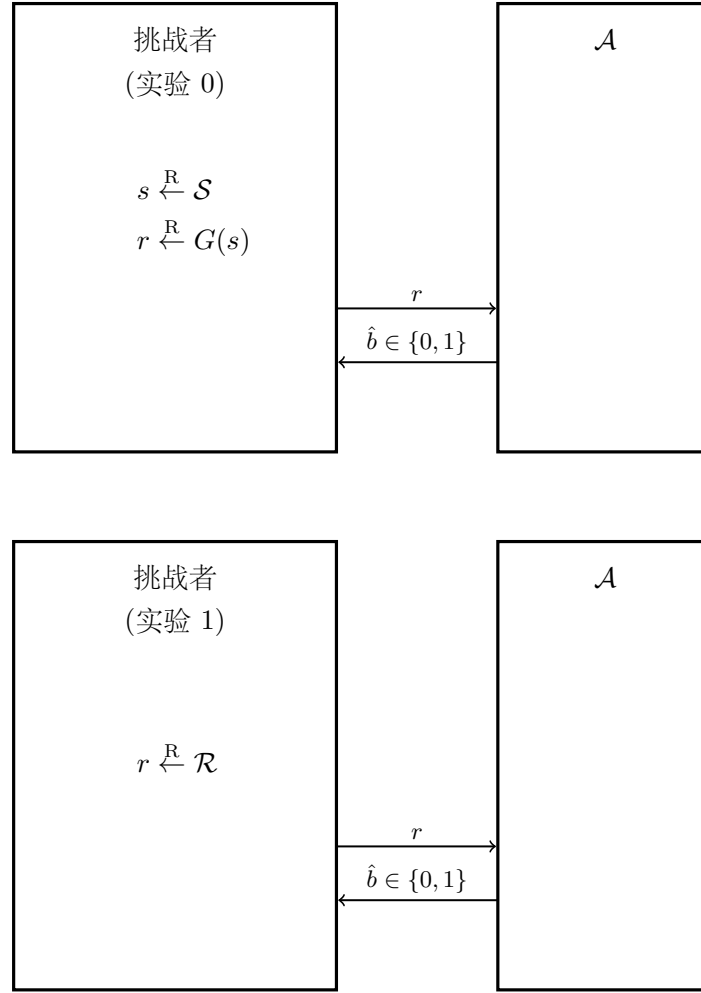 挑战者
(实验 0)
𝒜
s ←ᴿ 𝒮
r ←ᴿ G(s)
r
b̂ ∈ {0, 1}
挑战者
(实验 1)
𝒜
r ←ᴿ ℛ
r
b̂ ∈ {0, 1}